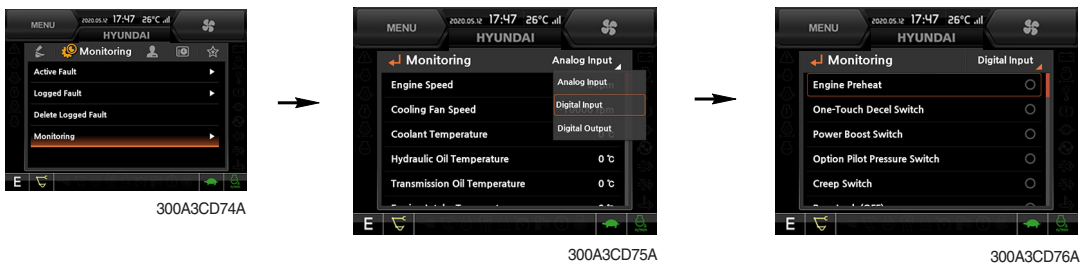 MENU
2020.05.12 17:47 26°C .ıll
HYUNDAI
Monitoring
Active Fault
Logged Fault
Delete Logged Fault
Monitoring
E
300A3CD74A
MENU
2020.05.12 17:47 26°C .ıll
HYUNDAI
Monitoring Analog Input
Engine Speed
Analog Input
Cooling Fan Speed rpm
Digital Input
Coolant Temperature
Digital Output
Hydraulic Oil Temperature 0 ℃
Transmission Oil Temperature 0 ℃
E
300A3CD75A
MENU
2020.05.12 17:47 26°C .ıll
HYUNDAI
Monitoring Digital Input
Engine Preheat
One-Touch Decel Switch
Power Boost Switch
Option Pilot Pressure Switch
Creep Switch
E
300A3CD76A